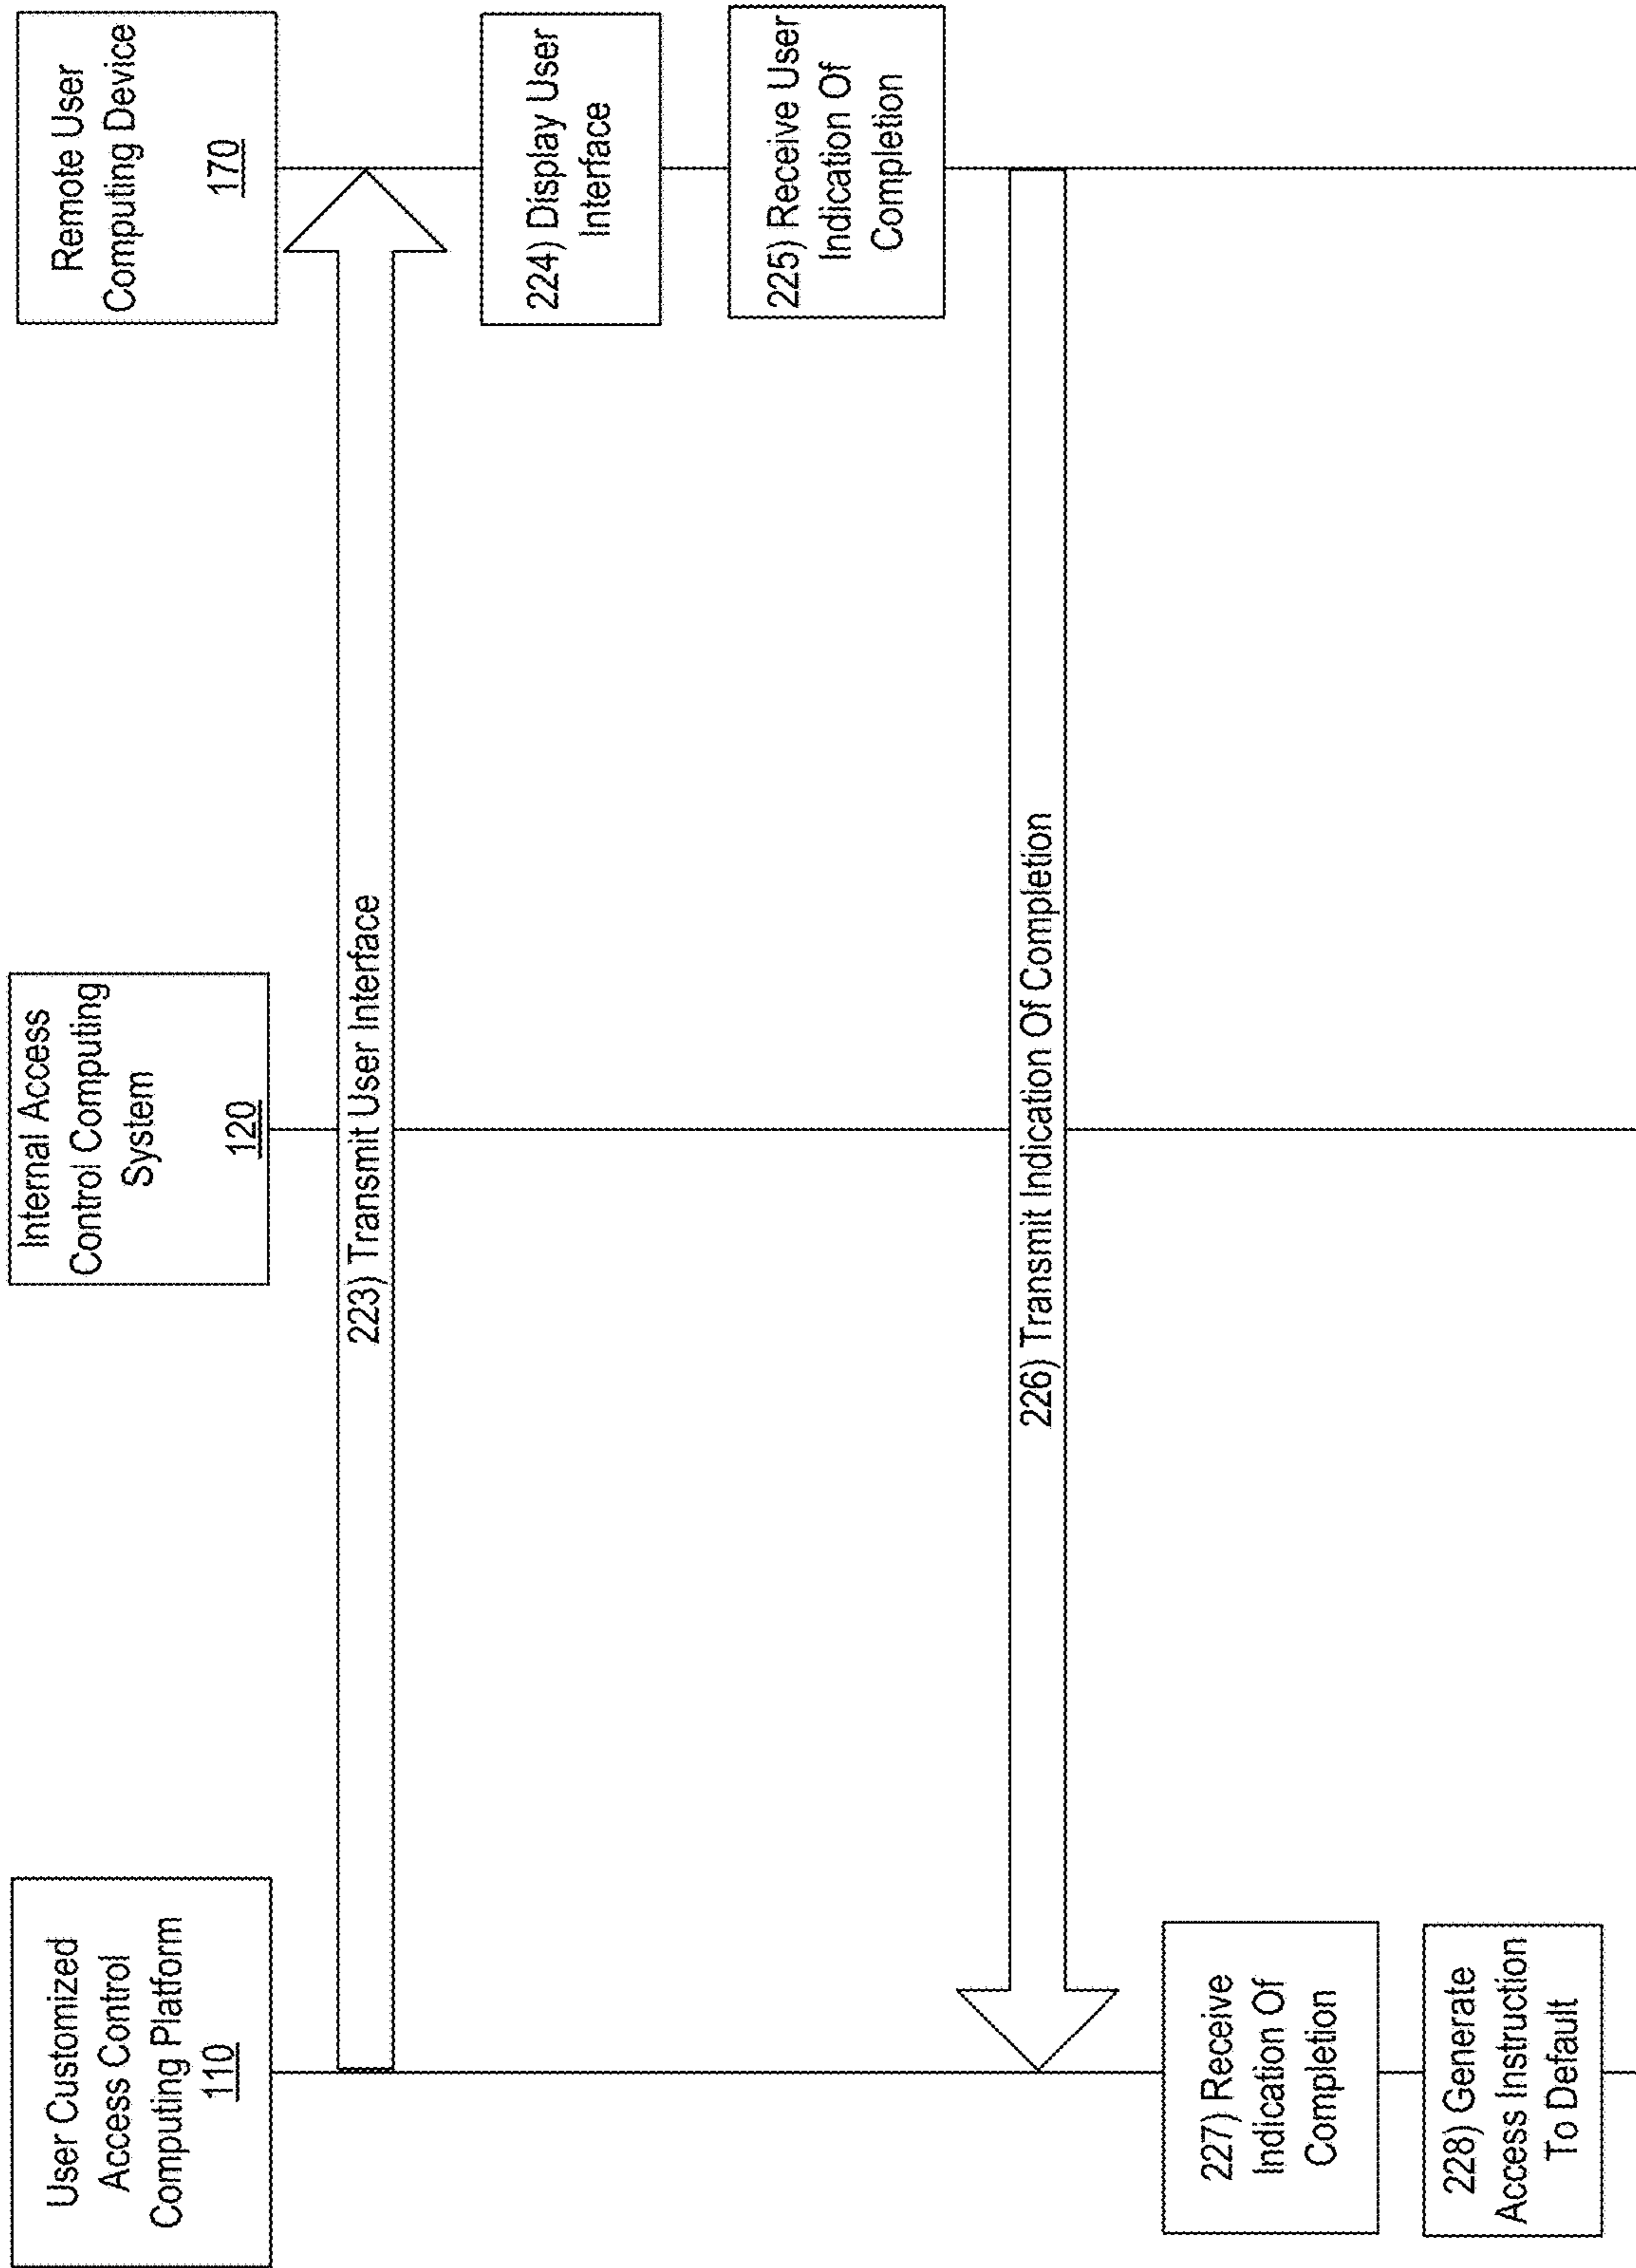 User Customized
Access Control
Computing Platform
110
Internal Access
Control Computing
System
120
Remote User
Computing Device
170
223) Transmit User Interface
224) Display User
Interface
225) Receive User
Indication Of
Completion
226) Transmit Indication Of Completion
227) Receive
Indication Of
Completion
228) Generate
Access Instruction
To Default